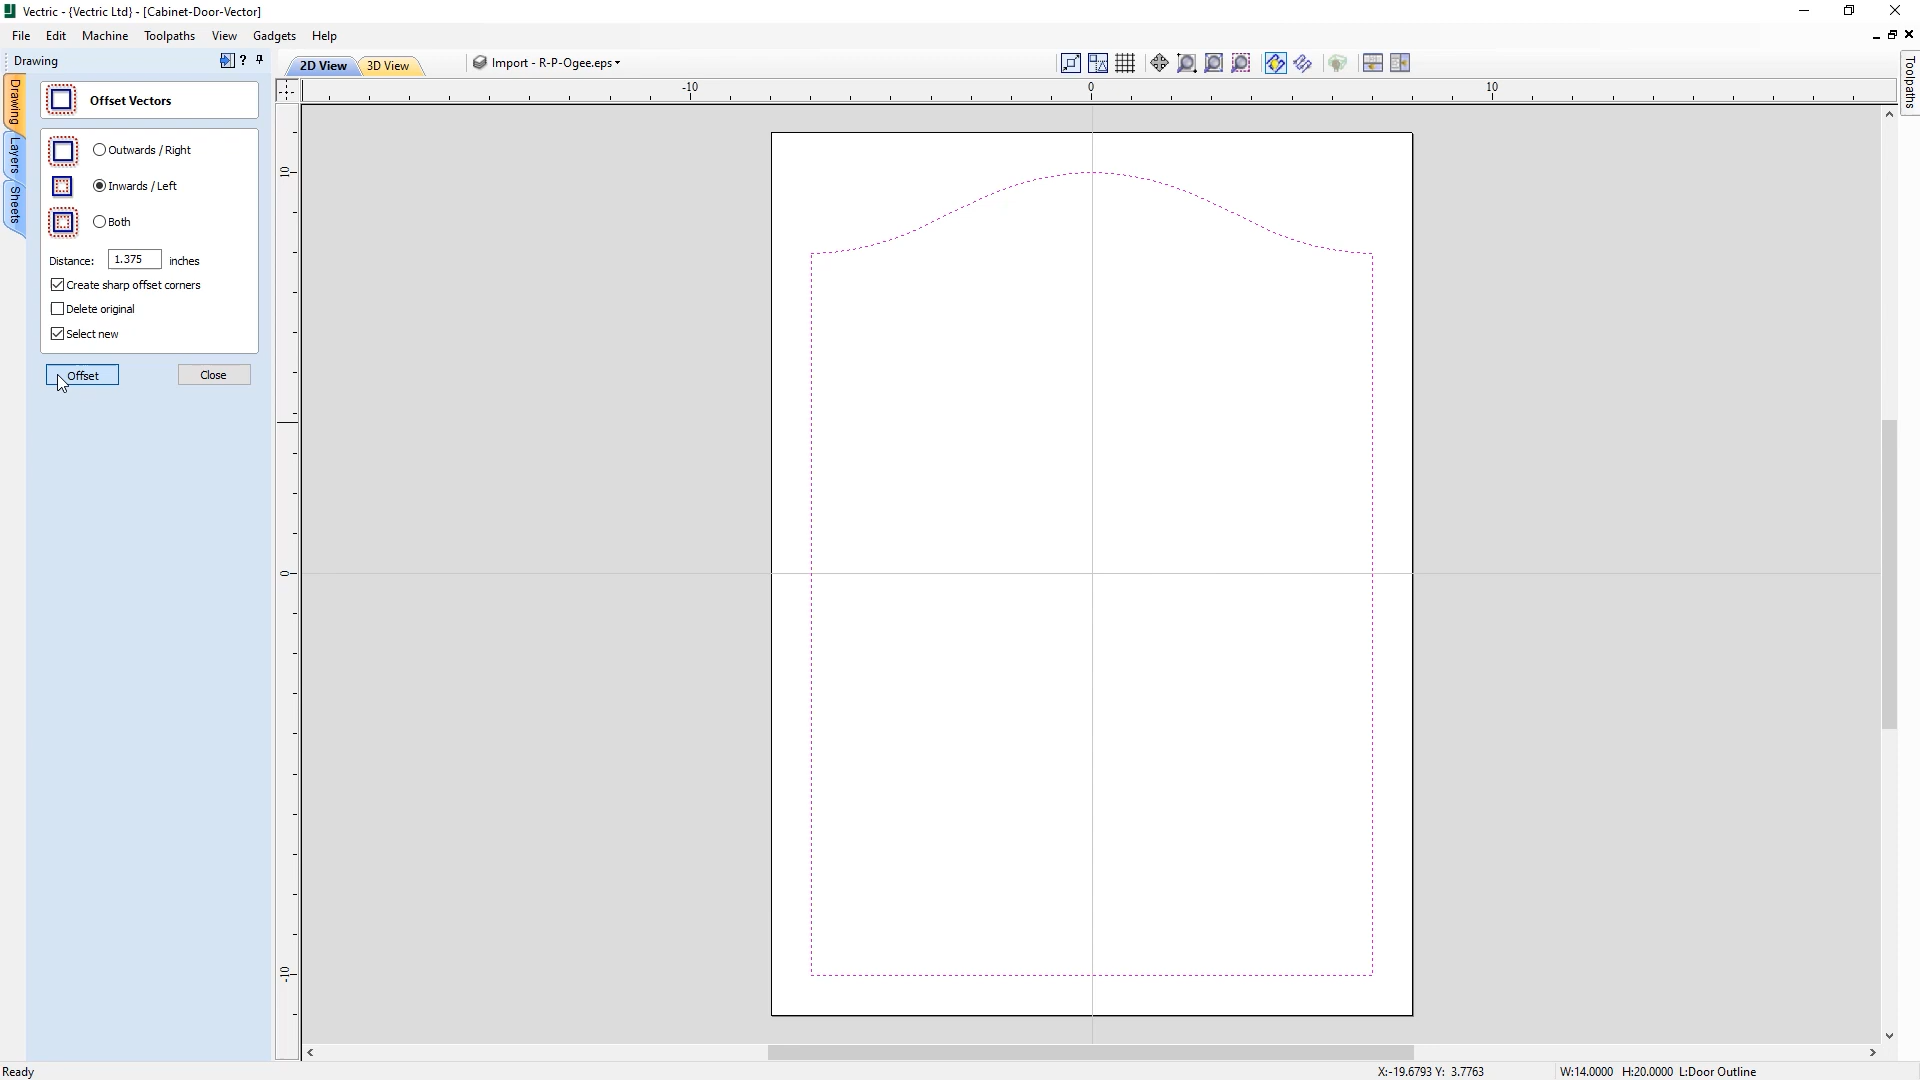 Vectric - {Vectric Ltd} - [Cabinet-Door-Vector]
File Edit Machine Toolpaths View Gadgets Help
Drawing ?
2D View 3D View Import - R-P-Ogee.eps
Toolpaths
Drawing
Layers
Sheets
Offset Vectors
Outwards / Right
Inwards / Left
Both
Distance: 1.375 inches
Create sharp offset corners
Delete original
Select new
Offset Close
-10 0 10
10
0
-10
Ready X:-19.6793 Y: 3.7763 W:14.0000 H:20.0000 L:Door Outline